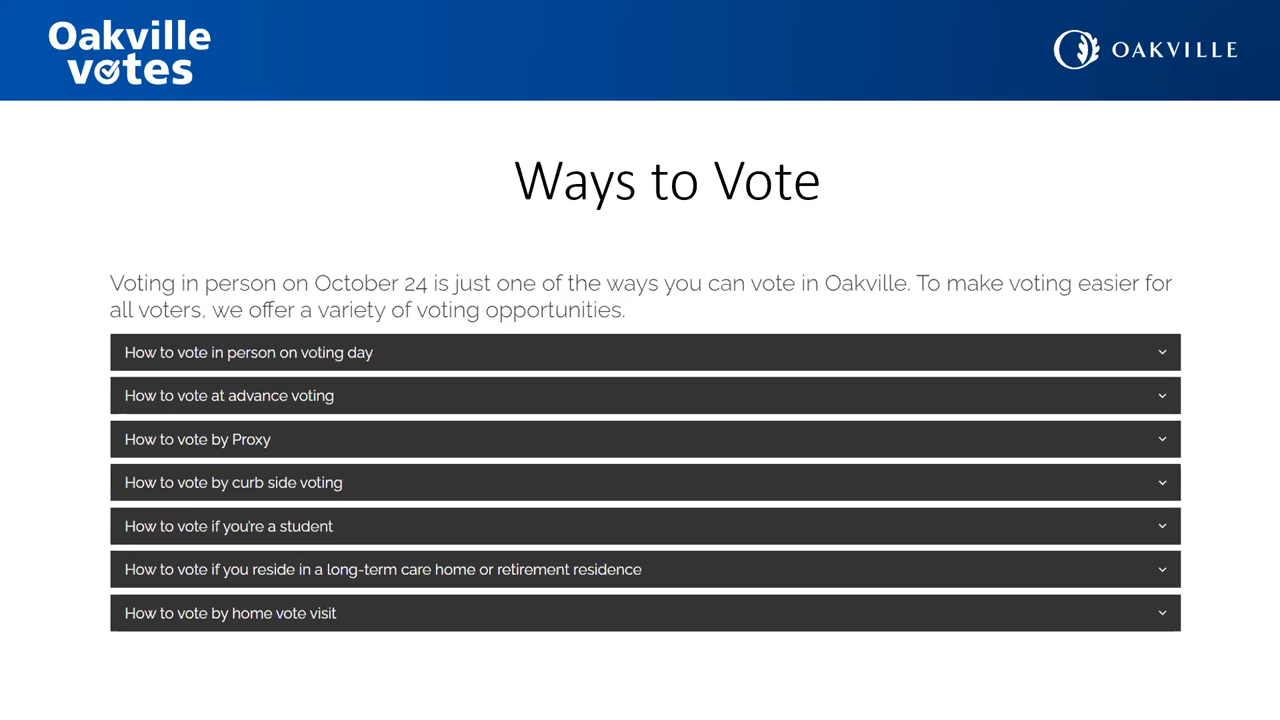 Oakville
votes
OAKVILLE
Ways to Vote
Voting in person on October 24 is just one of the ways you can vote in Oakville. To make voting easier for
all voters, we offer a variety of voting opportunities.
How to vote in person on voting day
How to vote at advance voting
How to vote by Proxy
How to vote by curb side voting
How to vote if you're a student
How to vote if you reside in a long-term care home or retirement residence
How to vote by home vote visit